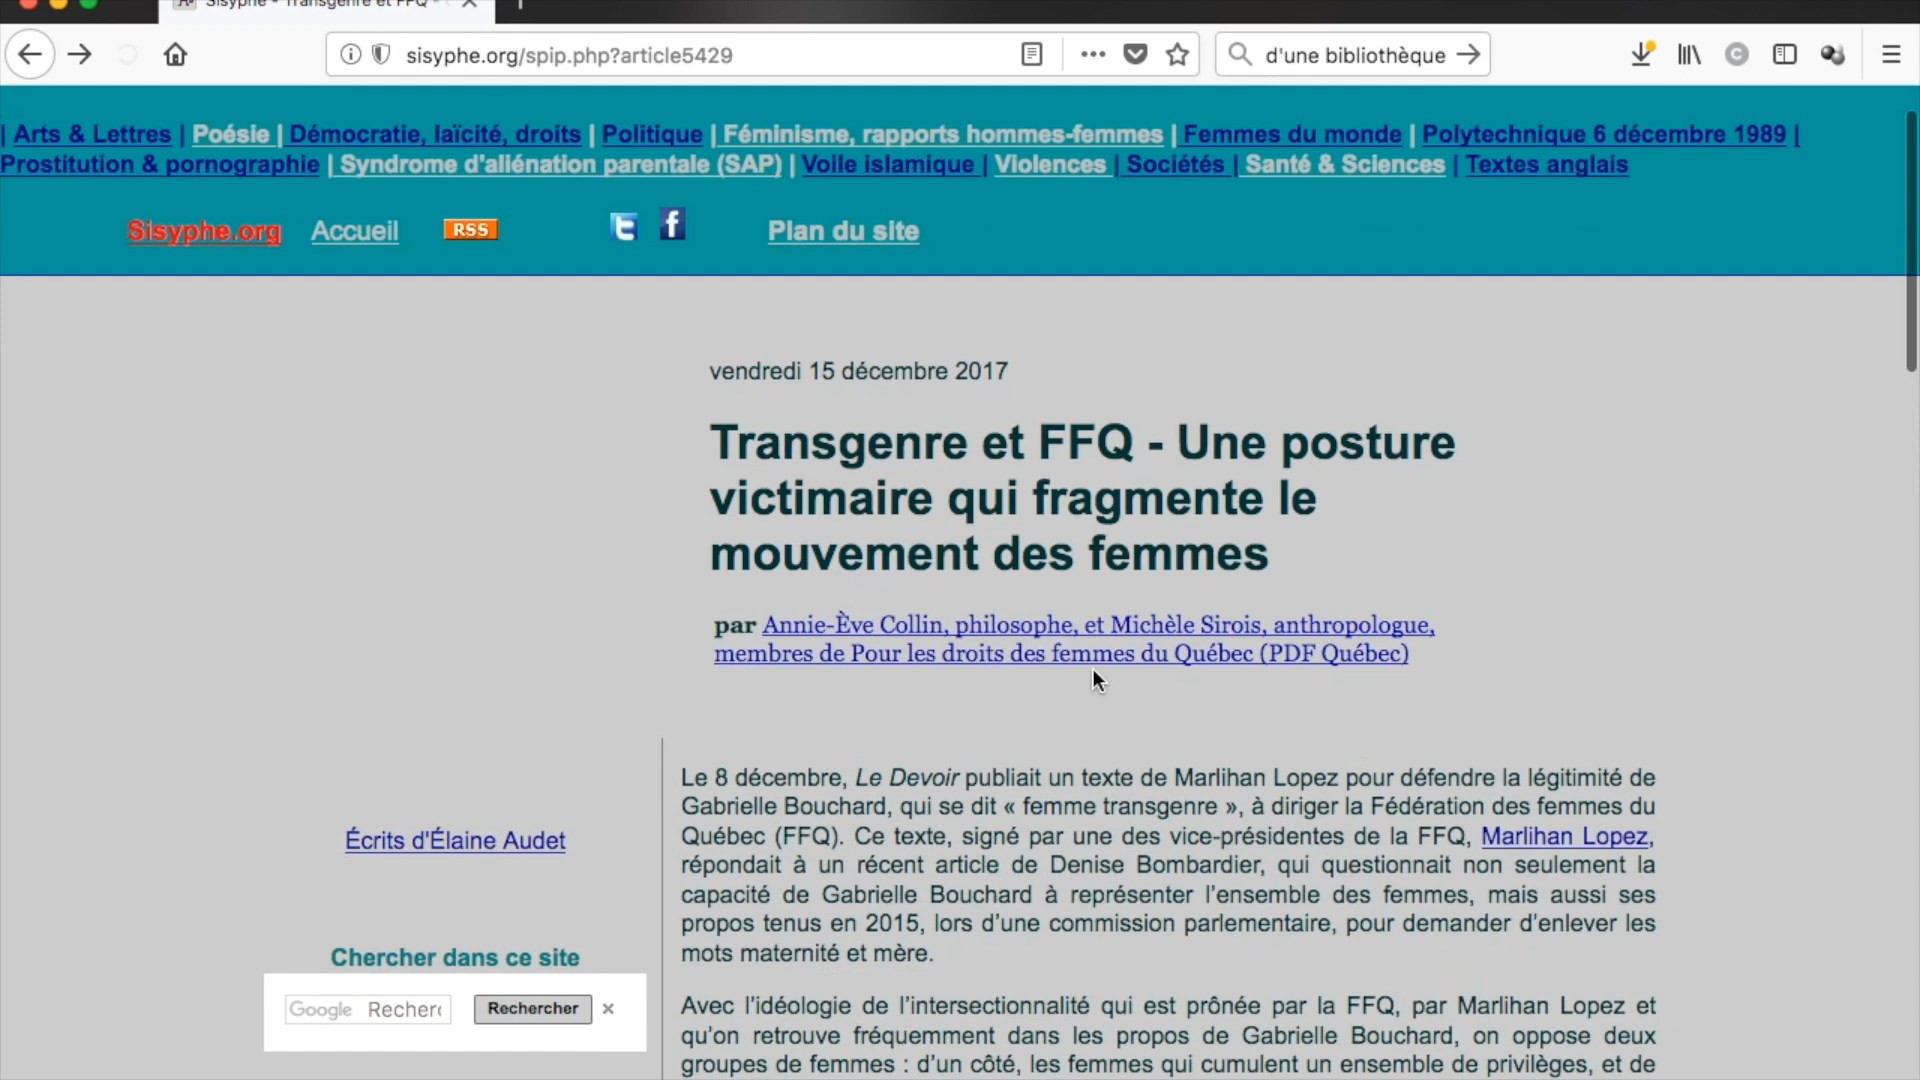 Sisyphe - Transgenre et FFQ -
sisyphe.org/spip.php?article5429
d'une bibliothèque
| Arts & Lettres | Poésie | Démocratie, laïcité, droits | Politique | Féminisme, rapports hommes-femmes | Femmes du monde | Polytechnique 6 décembre 1989 |
Prostitution & pornographie | Syndrome d'aliénation parentale (SAP) | Voile islamique | Violences | Sociétés | Santé & Sciences | Textes anglais
Sisyphe.org Accueil RSS Plan du site
vendredi 15 décembre 2017
Transgenre et FFQ - Une posture
victimaire qui fragmente le
mouvement des femmes
par Annie-Ève Collin, philosophe, et Michèle Sirois, anthropologue,
membres de Pour les droits des femmes du Québec (PDF Québec)
Écrits d'Élaine Audet
Chercher dans ce site
Google Recherc Rechercher ×
Le 8 décembre, Le Devoir publiait un texte de Marlihan Lopez pour défendre la légitimité de
Gabrielle Bouchard, qui se dit « femme transgenre », à diriger la Fédération des femmes du
Québec (FFQ). Ce texte, signé par une des vice-présidentes de la FFQ, Marlihan Lopez,
répondait à un récent article de Denise Bombardier, qui questionnait non seulement la
capacité de Gabrielle Bouchard à représenter l’ensemble des femmes, mais aussi ses
propos tenus en 2015, lors d’une commission parlementaire, pour demander d’enlever les
mots maternité et mère.
Avec l’idéologie de l’intersectionnalité qui est prônée par la FFQ, par Marlihan Lopez et
qu’on retrouve fréquemment dans les propos de Gabrielle Bouchard, on oppose deux
groupes de femmes : d’un côté, les femmes qui cumulent un ensemble de privilèges, et de